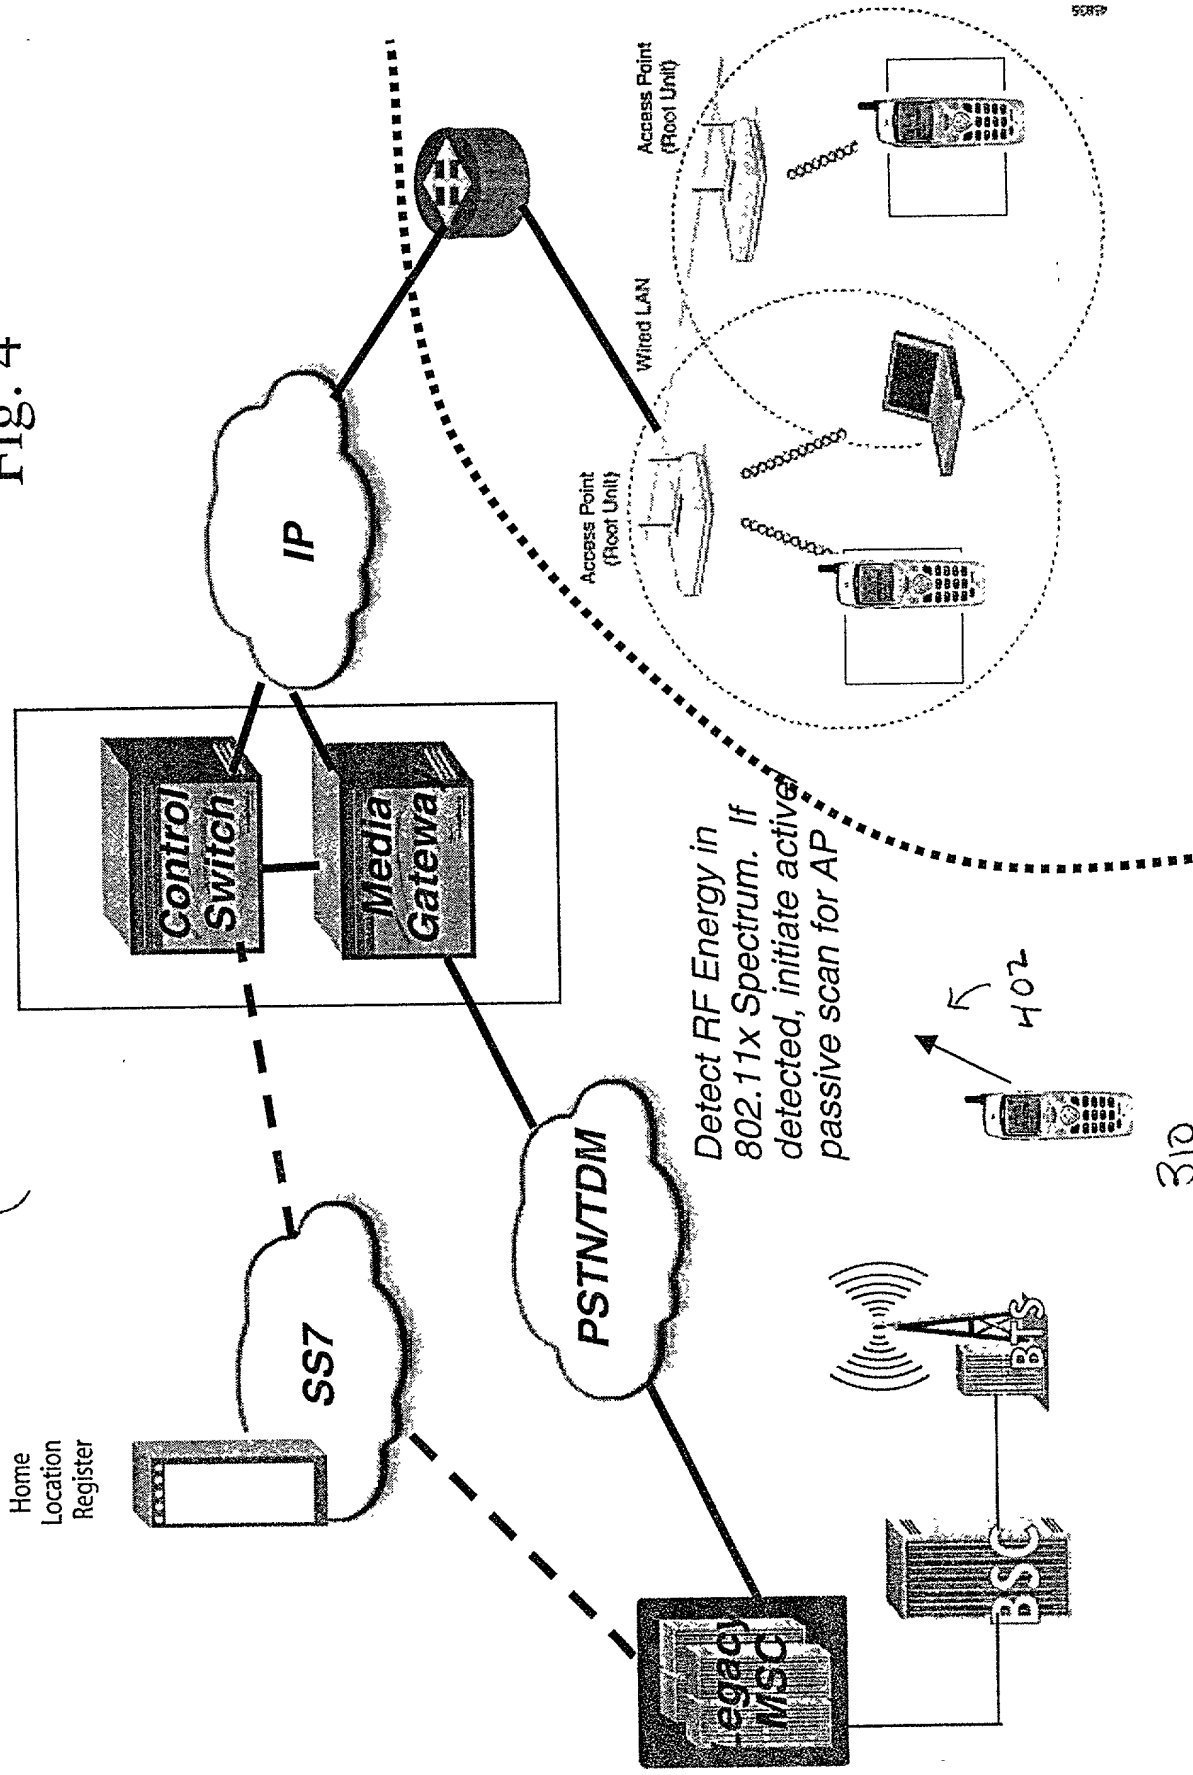 Fig. 4
Home
Location
Register
SS7
Control
Switch
Media
Gatewa
IP
PSTN/TDM
Legacy
MSC
BSC
BTS
Detect RF Energy in
802.11x Spectrum. If
detected, initiate active
passive scan for AP
402
310
Access Point
(Root Unit)
Wired LAN
Access Point
(Root Unit)
45835